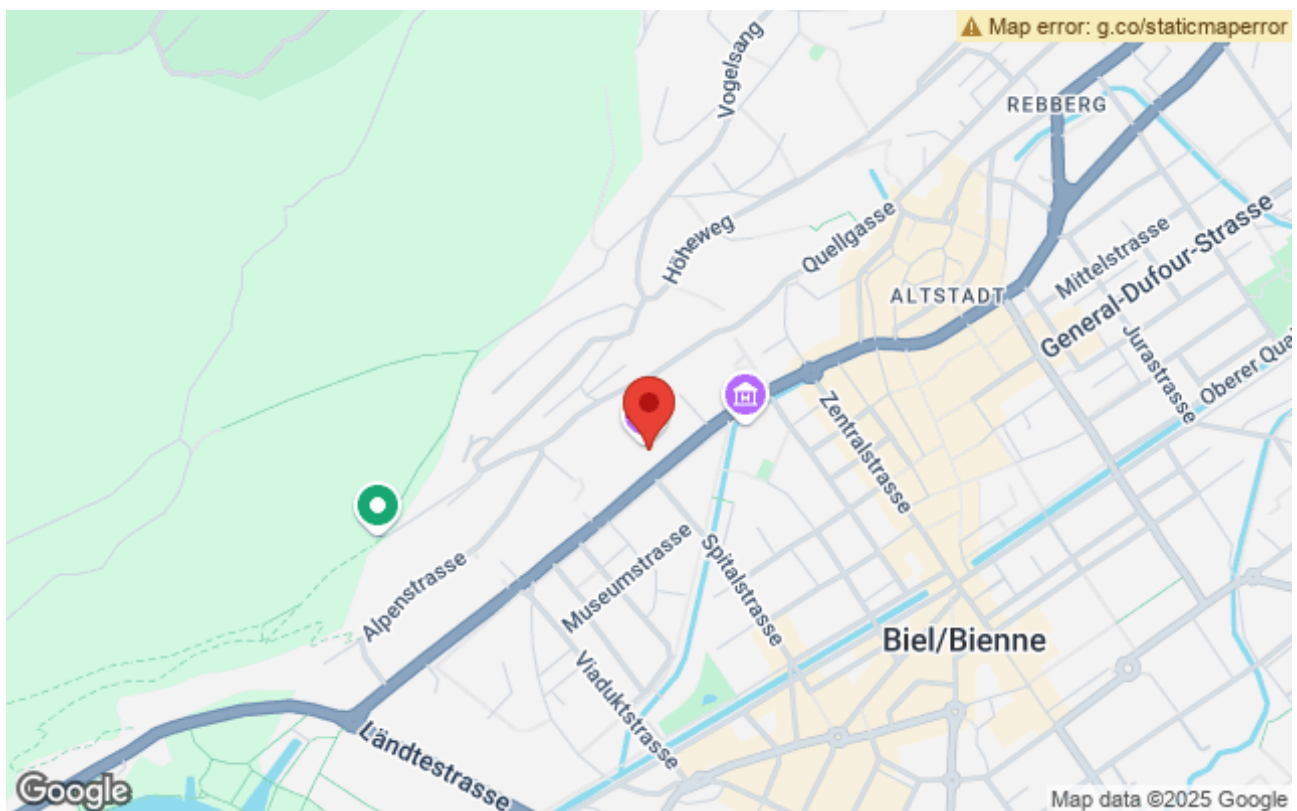 Map error: g.co/staticmaperror
Vogelsang
REBBERG
Höheweg
Quellgasse
ALTSTADT
Mittelstrasse
General-Dufour-Strasse
Jurastrasse
Oberer Quai
Zentralstrasse
Spitalstrasse
Museumstrasse
Alpenstrasse
Biel/Bienne
Viaduktstrasse
Ländtestrasse
Google
Map data ©2025 Google